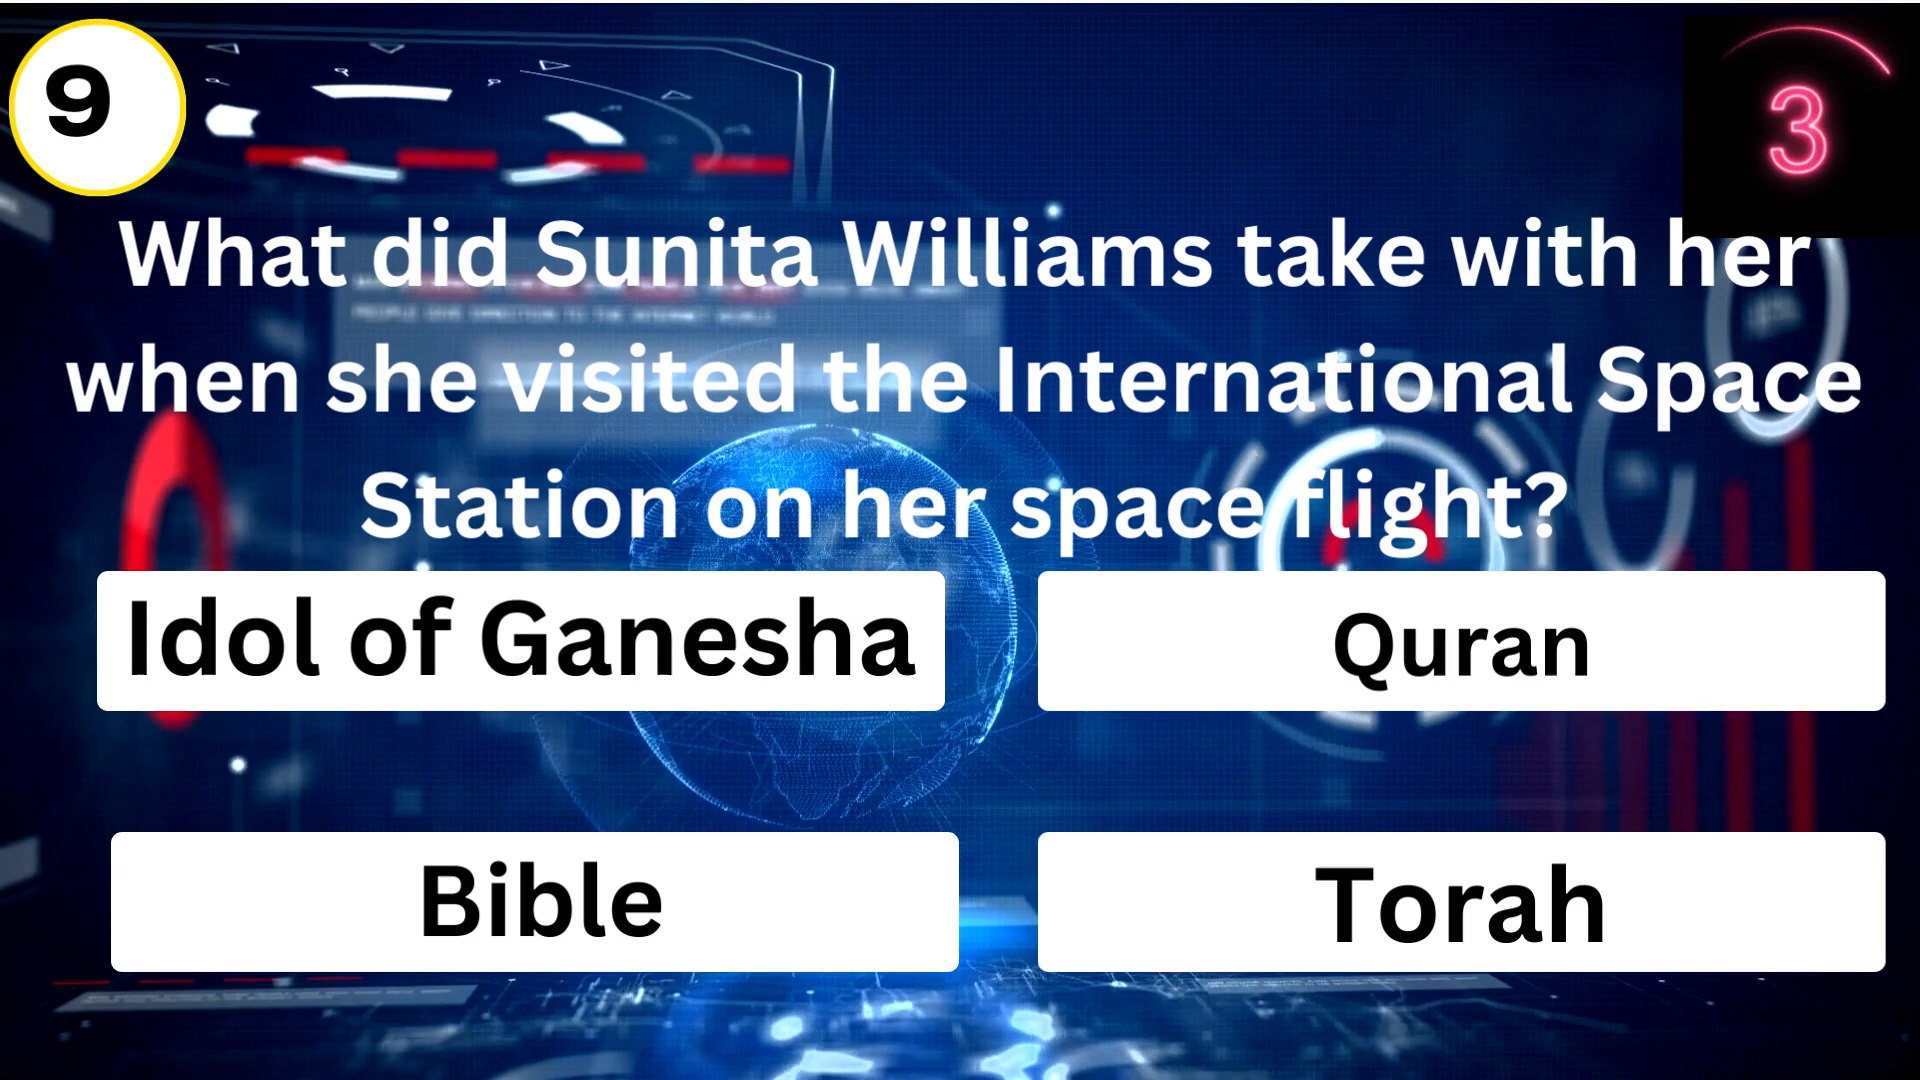 9
3
What did Sunita Williams take with her
when she visited the International Space
Station on her space flight?
Idol of Ganesha
Quran
Bible
Torah